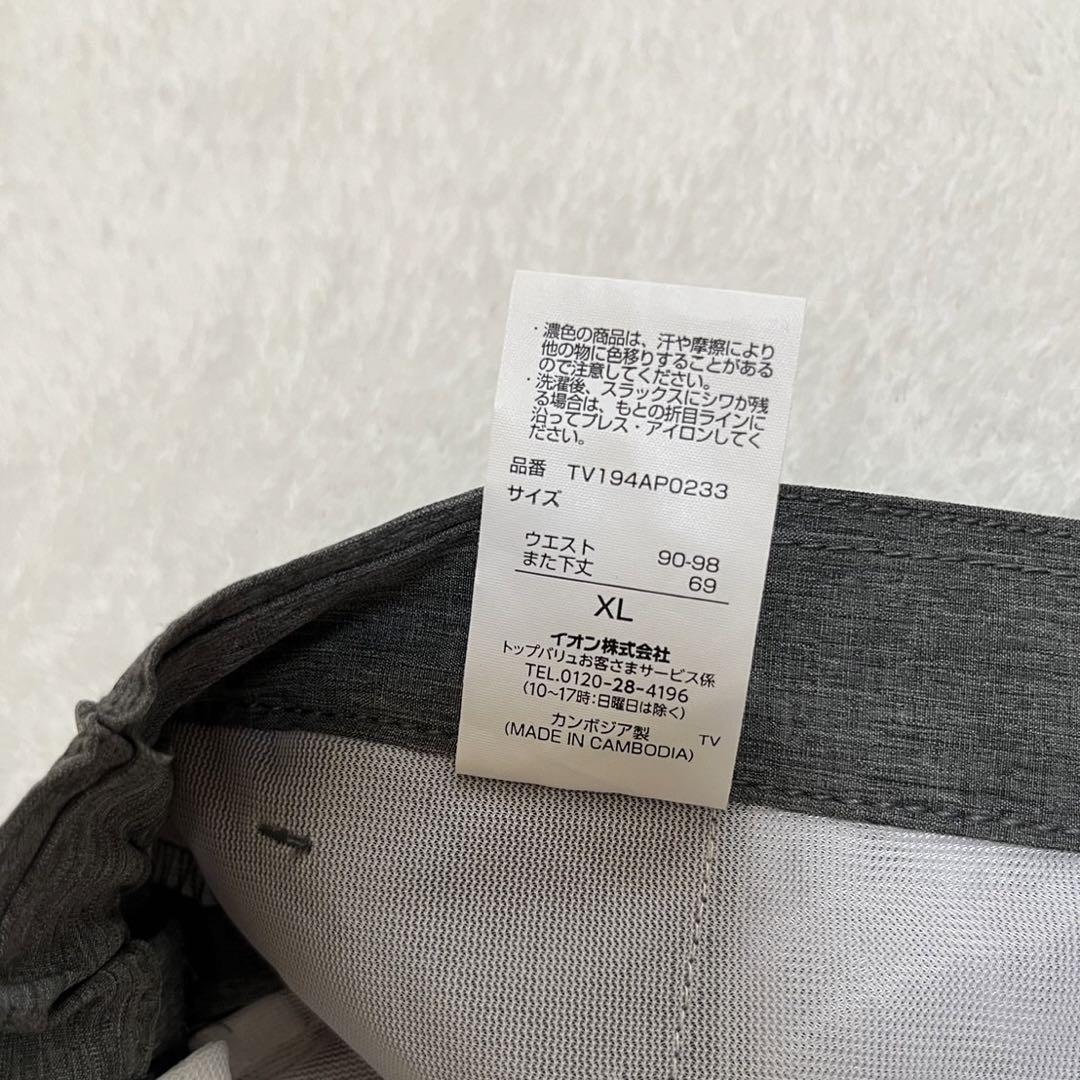 ・濃色の商品は、汗や摩擦により
他の物に色移りすることがある
ので注意してください。
・洗濯後、スラックスにシワが残
る場合は、もとの折目ラインに
沿ってプレス・アイロンしてく
ださい。
品番 TV194AP0233
サイズ
ウエスト 90-98
また下丈 69
XL
イオン株式会社
トップバリュお客さまサービス係
TEL.0120-28-4196
(10~17時:日曜日は除く)
カンボジア製 TV
(MADE IN CAMBODIA)